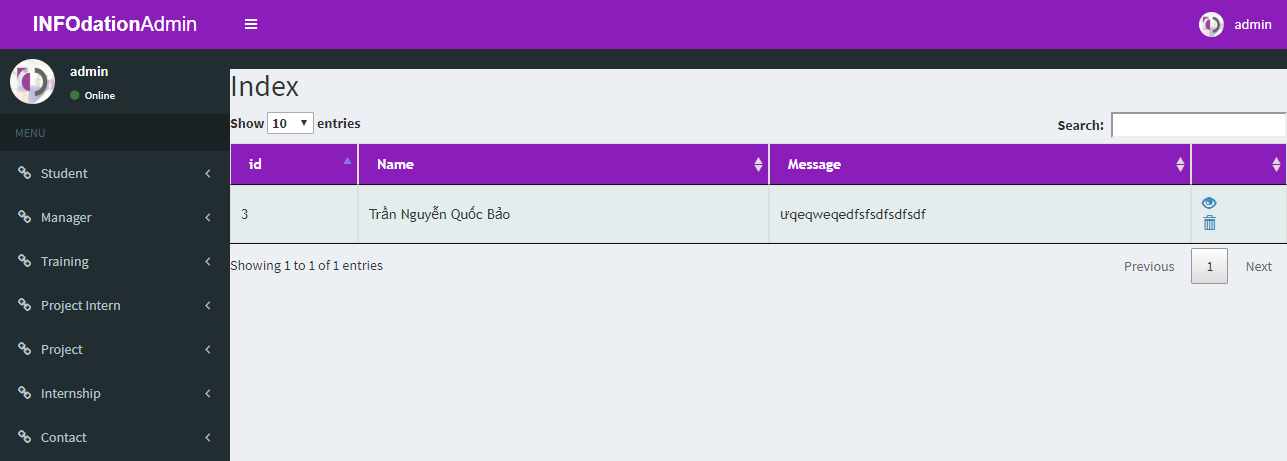 INFOdationAdmin
admin
admin
Online
MENU
Student
Manager
Training
Project Intern
Project
Internship
Contact
Index
Show 10 entries
Search:
id Name Message
3 Trần Nguyễn Quốc Bảo ưqeqweqedfsfsdfsdfsdf
Showing 1 to 1 of 1 entries
Previous 1 Next